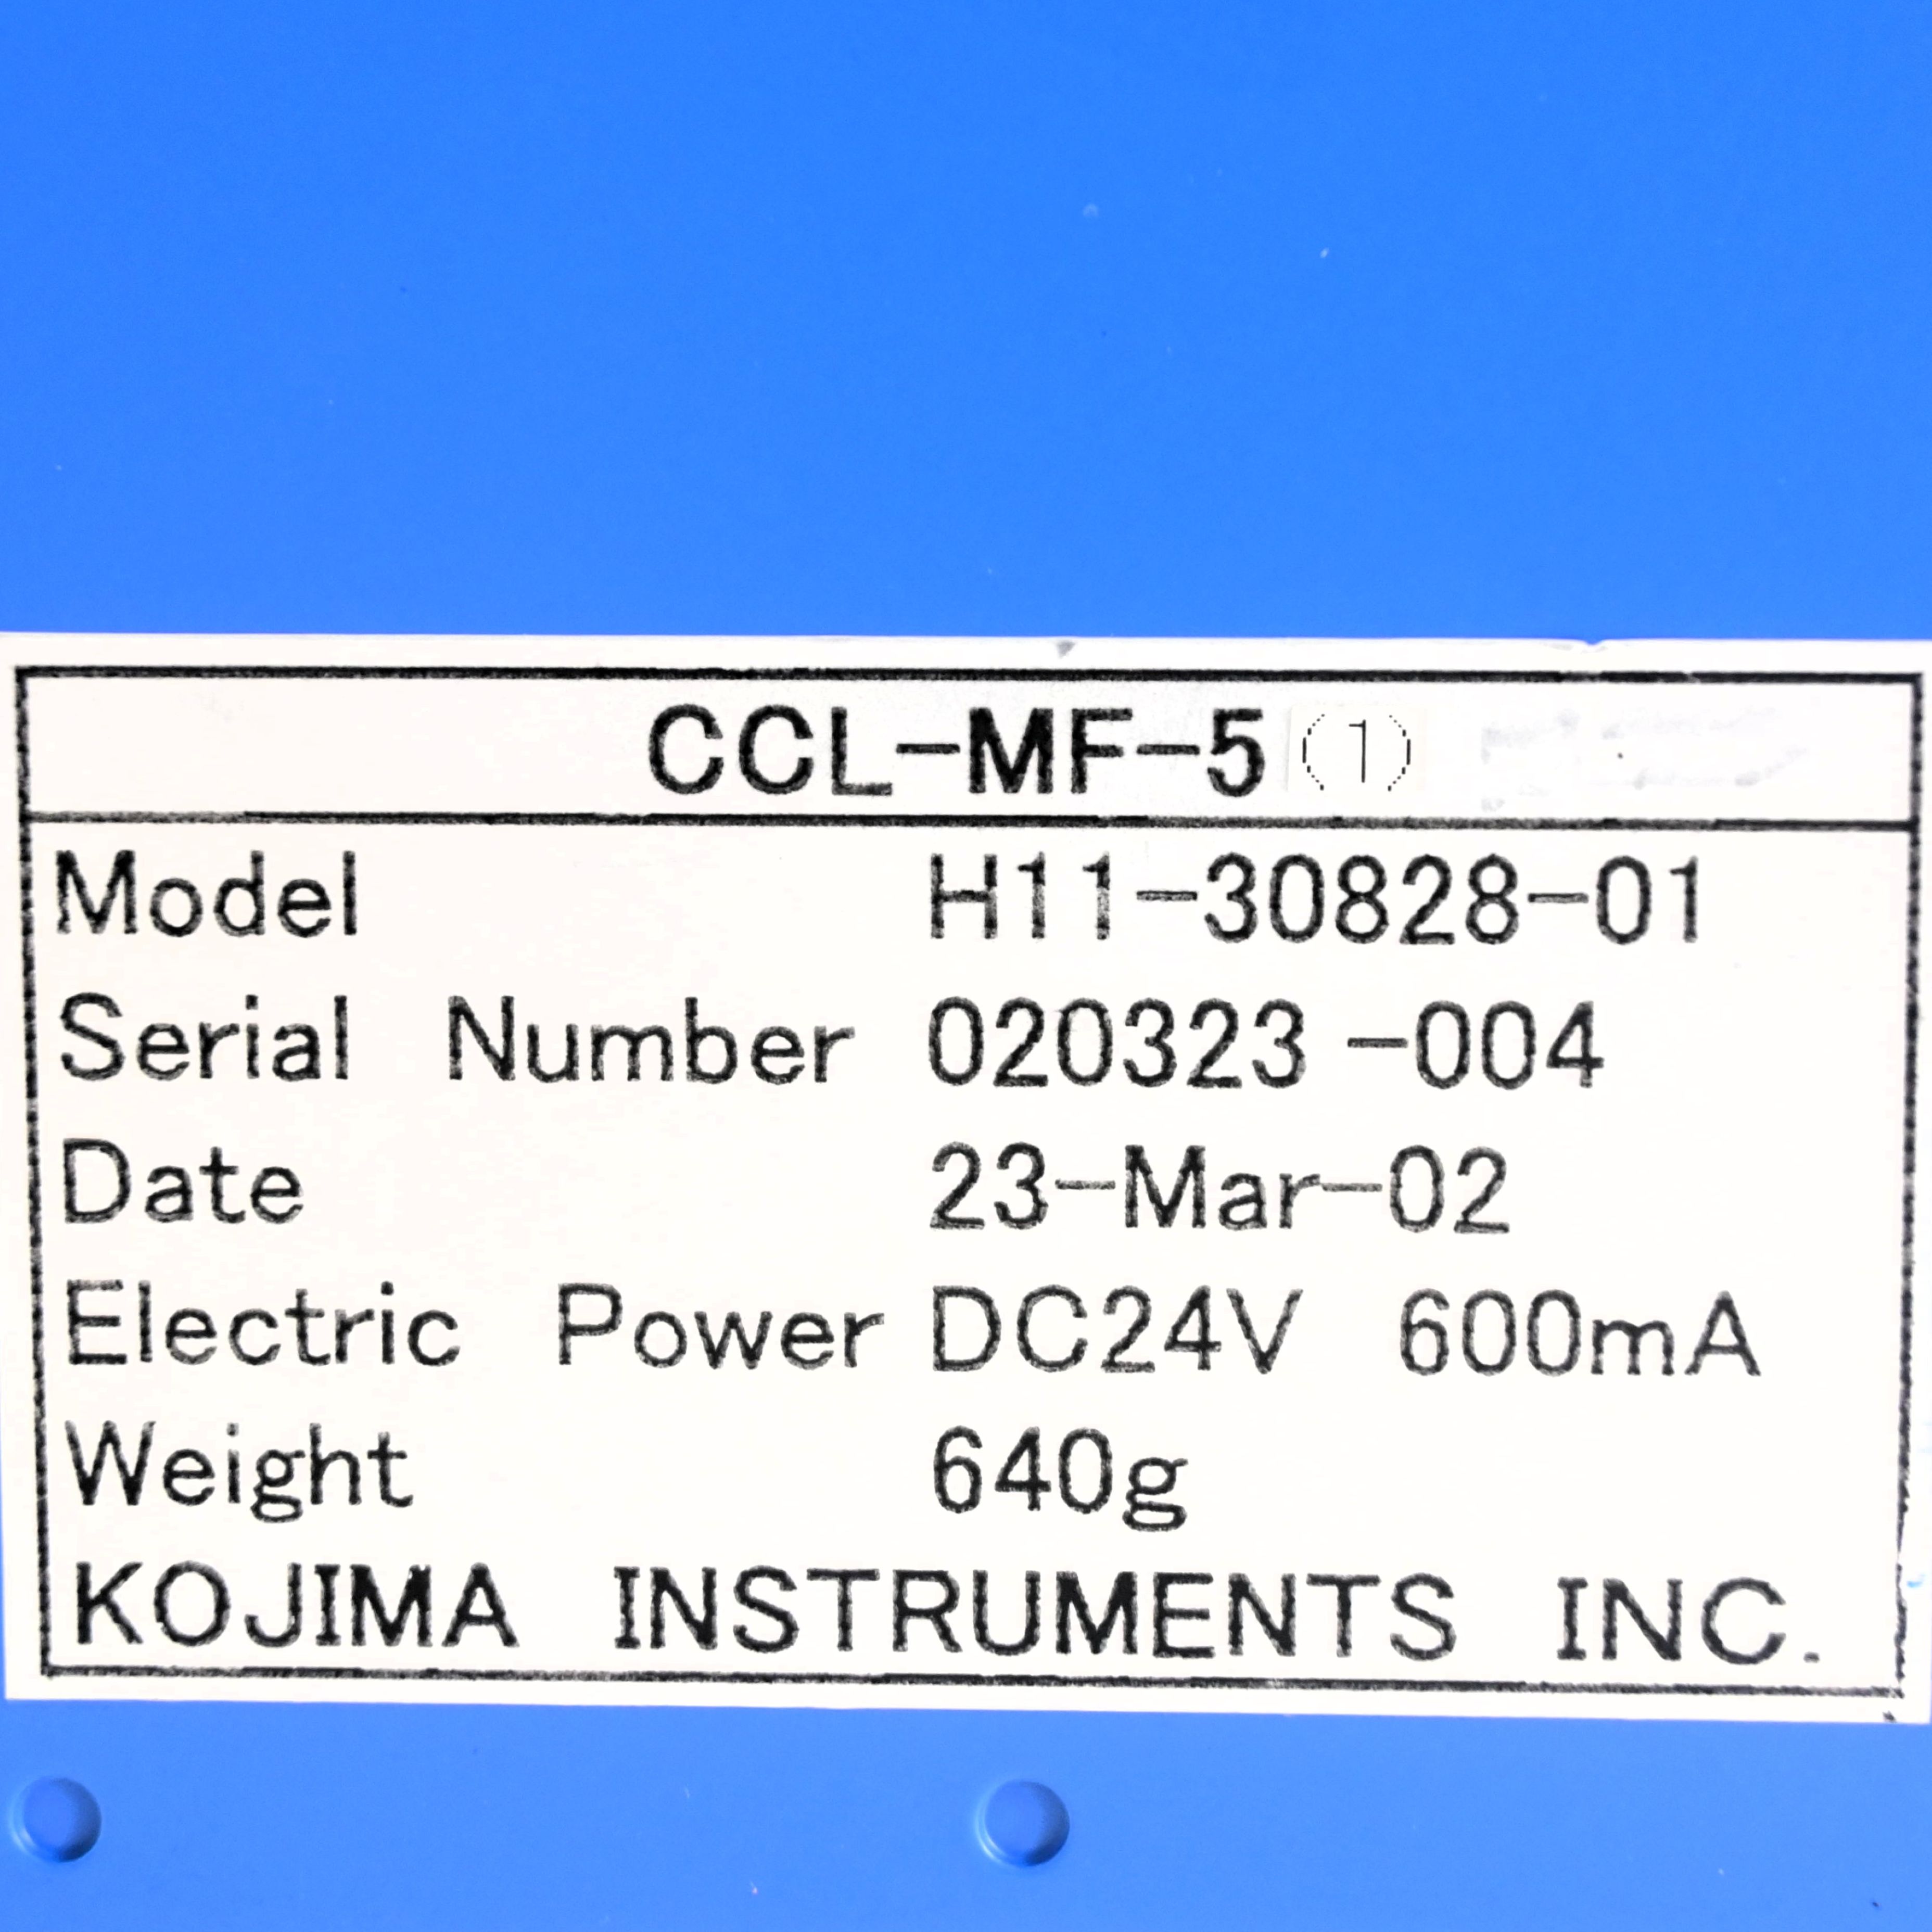 CCL-MF-5(1)
Model H11-30828-01
Serial Number 020323-004
Date 23-Mar-02
Electric Power DC24V 600mA
Weight 640g
KOJIMA INSTRUMENTS INC.